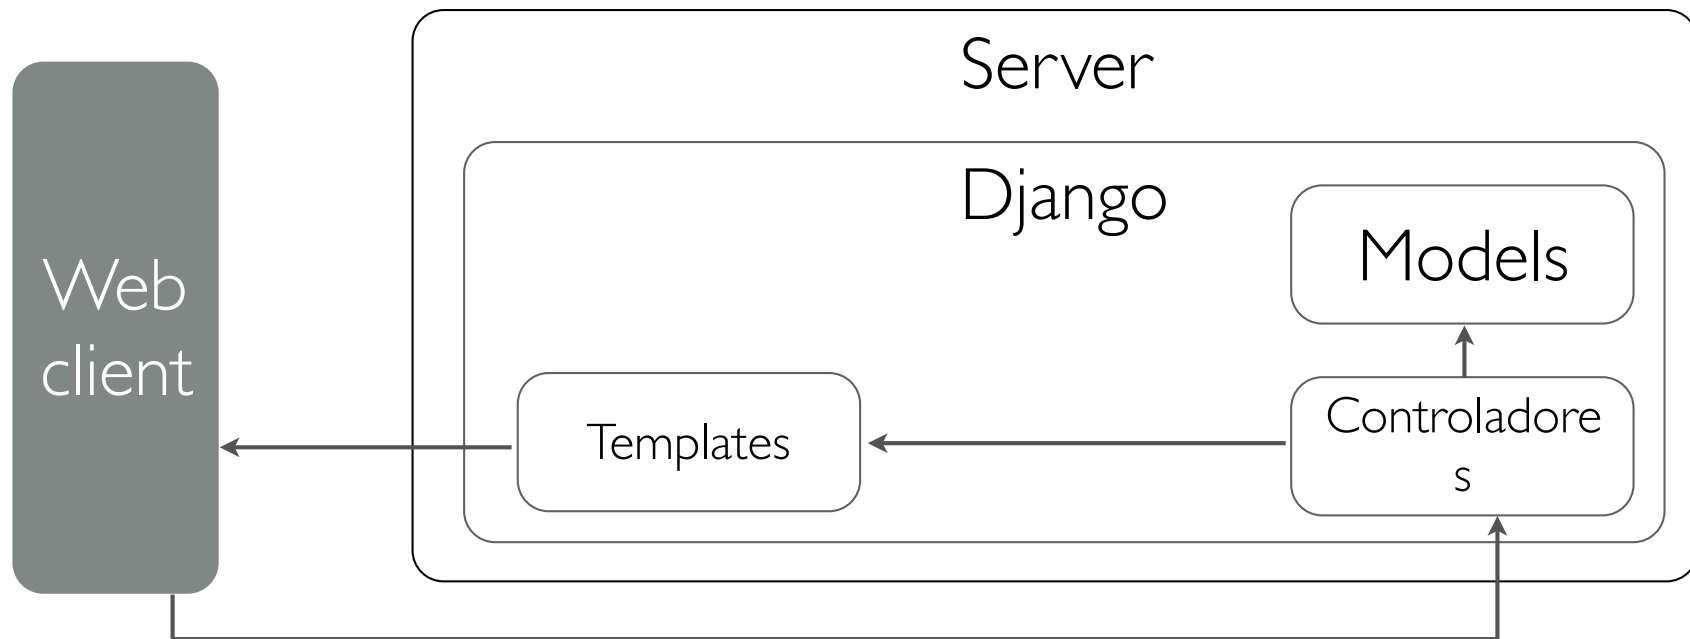 Server
Django
Models
Web
client
Controladore
s
Templates